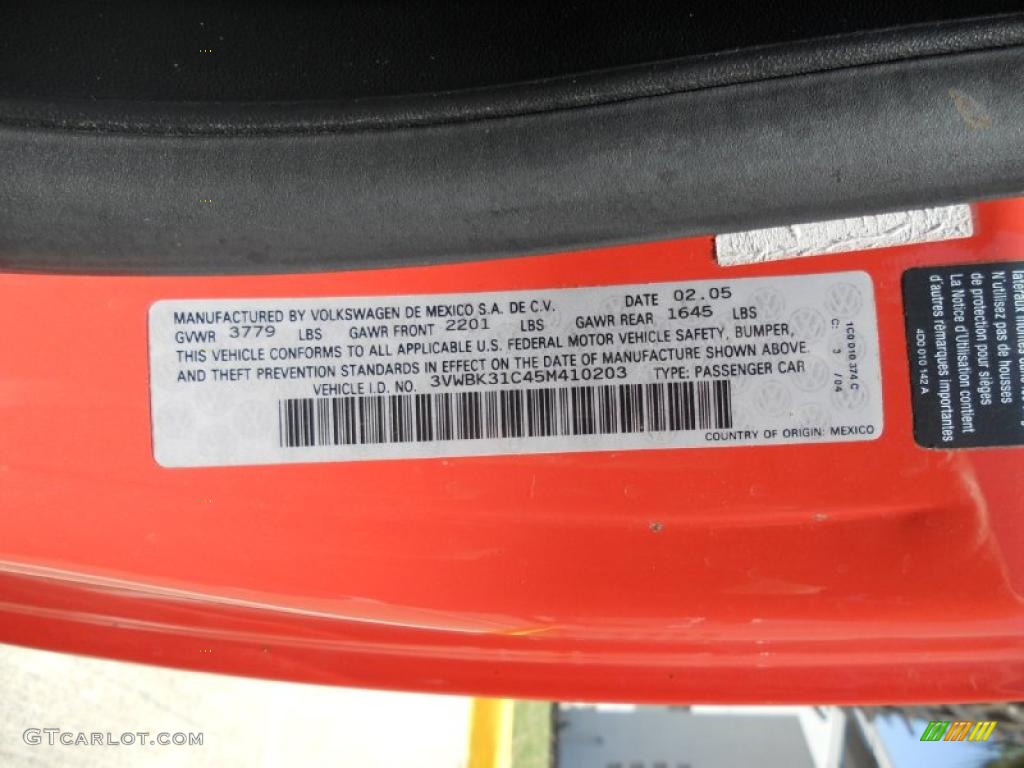 MANUFACTURED BY VOLKSWAGEN DE MEXICO S.A. DE C.V. DATE 02.05
GVWR 3779 LBS GAWR FRONT 2201 LBS GAWR REAR 1645 LBS
THIS VEHICLE CONFORMS TO ALL APPLICABLE U.S. FEDERAL MOTOR VEHICLE SAFETY, BUMPER,
AND THEFT PREVENTION STANDARDS IN EFFECT ON THE DATE OF MANUFACTURE SHOWN ABOVE.
VEHICLE I.D. NO. 3VWBK31C45M410203 TYPE: PASSENGER CAR
COUNTRY OF ORIGIN: MEXICO
1C0 010 374 C
C: 3 /04
latéraux
N'utilisez pas de housses
de protection pour sièges
La Notice d'Utilisation contient
d'autres remarques importantes
4D0 010 142 A
GTCARLOT.COM